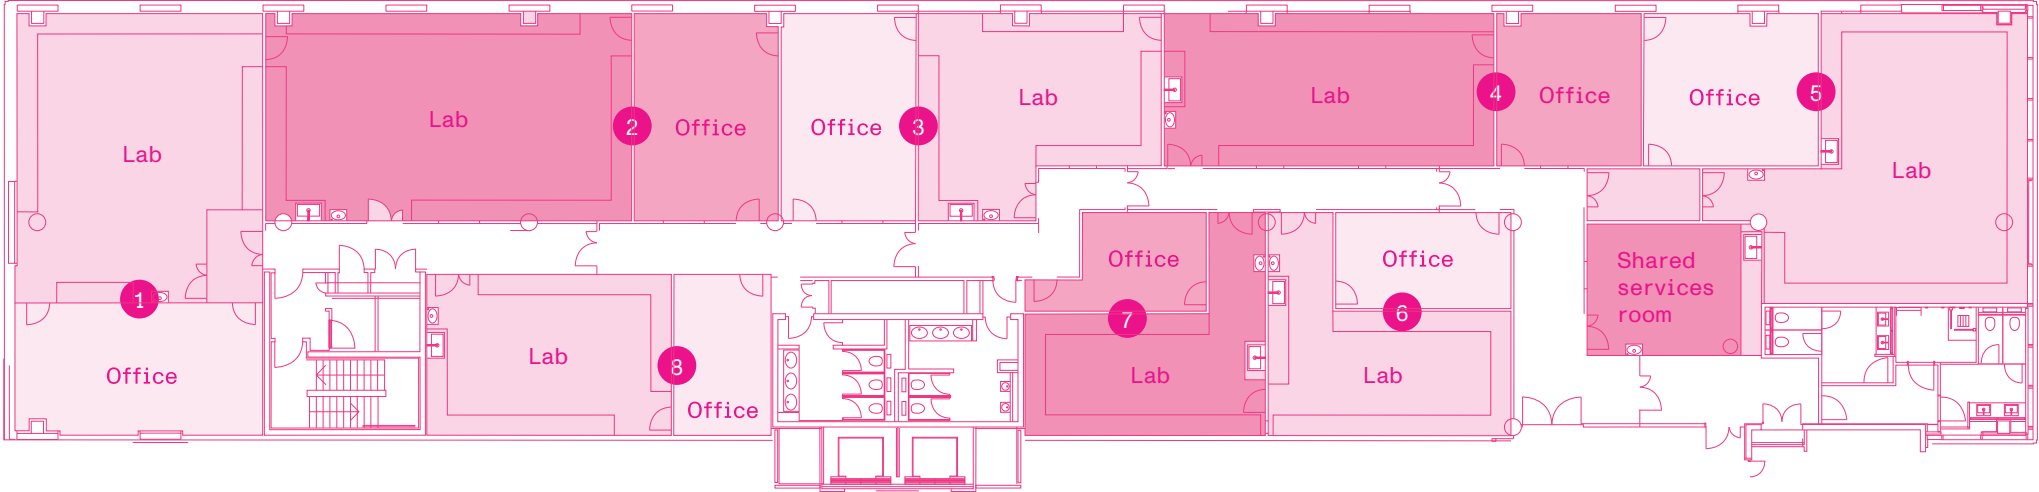 Lab
1
Office
Lab
2
Office
Office
3
Lab
Lab
4
Office
Office
5
Lab
Shared
services
room
Office
6
Lab
Office
7
Lab
Lab
8
Office